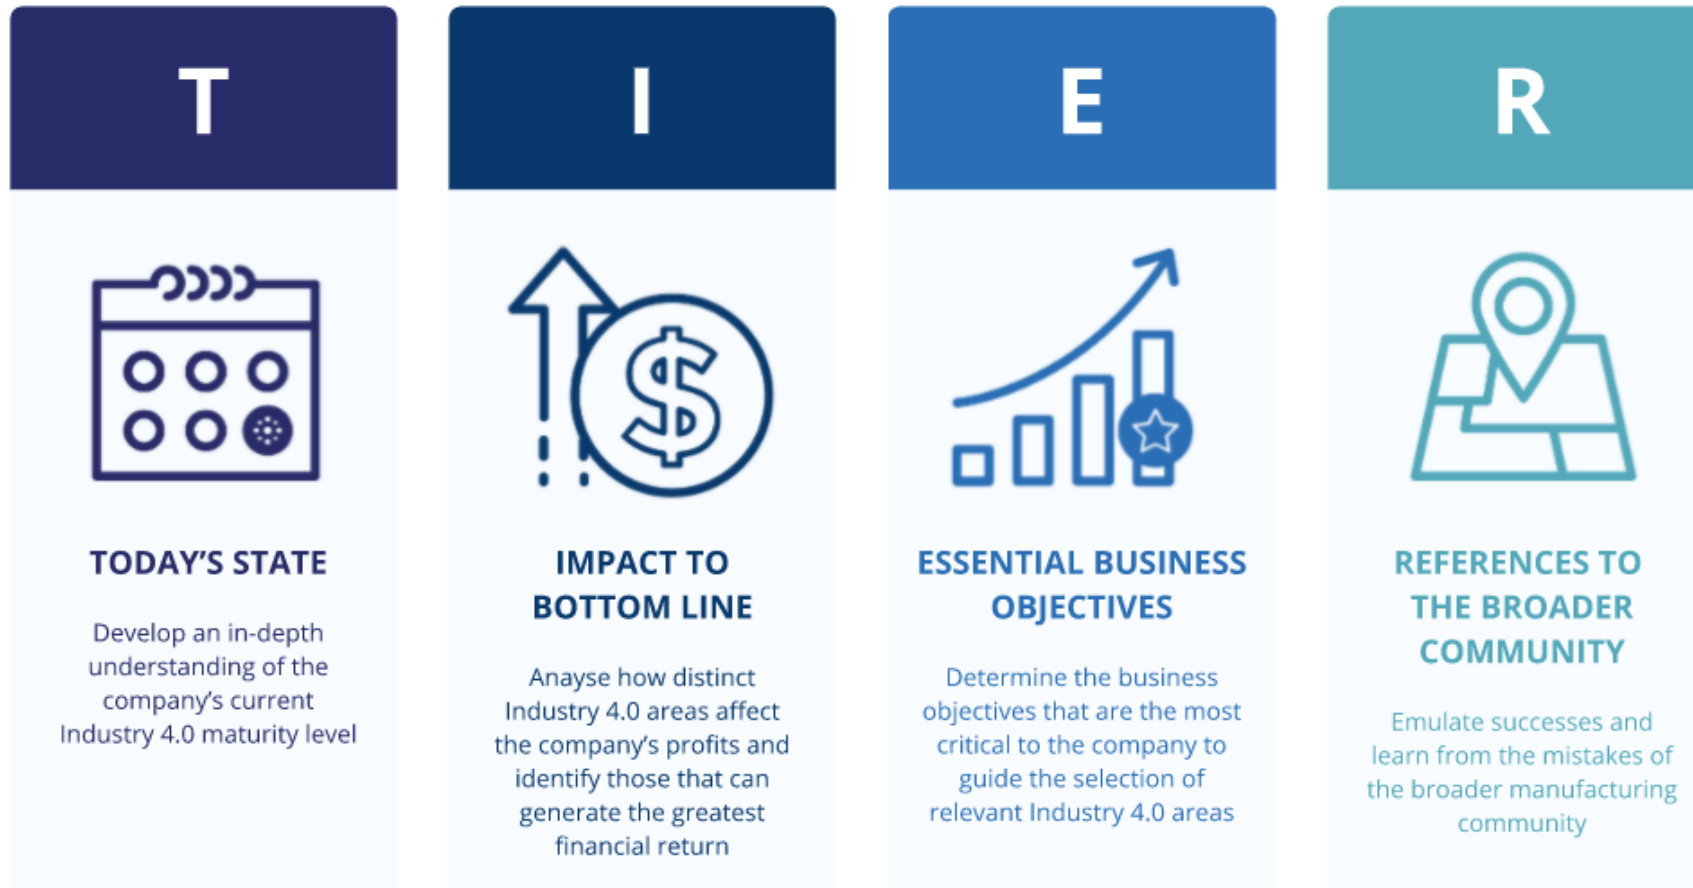 T
TODAY’S STATE
Develop an in-depth
understanding of the
company’s current
Industry 4.0 maturity level
I
IMPACT TO
BOTTOM LINE
Anayse how distinct
Industry 4.0 areas affect
the company’s profits and
identify those that can
generate the greatest
financial return
E
ESSENTIAL BUSINESS
OBJECTIVES
Determine the business
objectives that are the most
critical to the company to
guide the selection of
relevant Industry 4.0 areas
R
REFERENCES TO
THE BROADER
COMMUNITY
Emulate successes and
learn from the mistakes of
the broader manufacturing
community